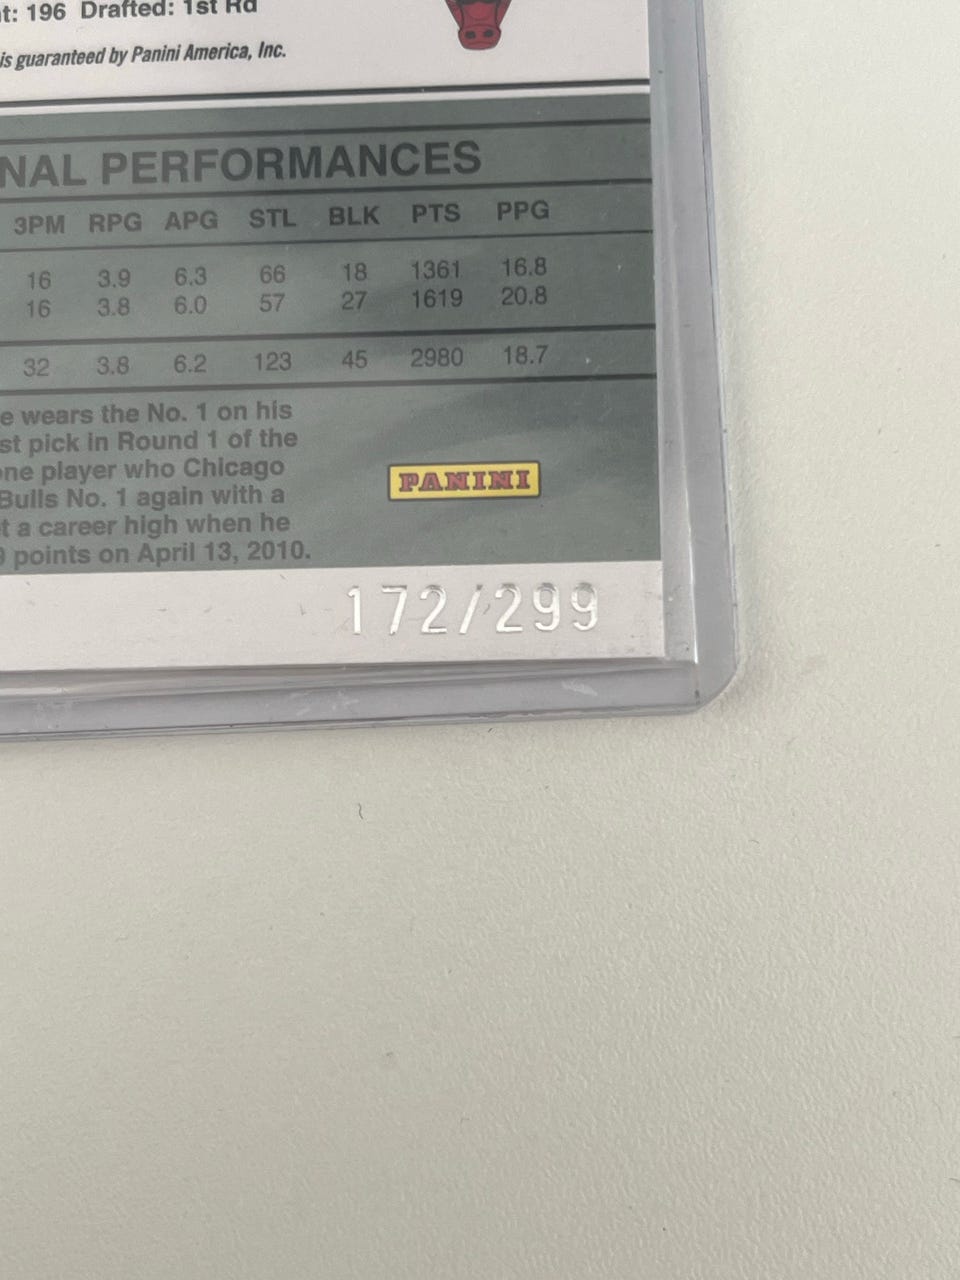 t: 196 Drafted: 1st Rd
is guaranteed by Panini America, Inc.
NAL PERFORMANCES
3PM RPG APG STL BLK PTS PPG
16 3.9 6.3 66 18 1361 16.8
16 3.8 6.0 57 27 1619 20.8
32 3.8 6.2 123 45 2980 18.7
e wears the No. 1 on his
st pick in Round 1 of the
one player who Chicago
Bulls No. 1 again with a
t a career high when he
9 points on April 13, 2010.
PANINI
172/299